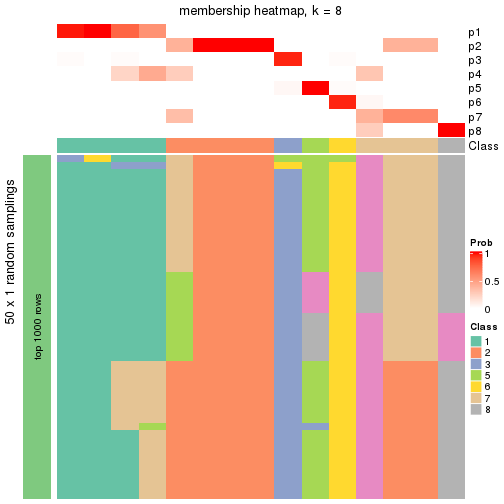 membership heatmap, k = 8
p1
p2
p3
p4
p5
p6
p7
p8
Class
50 x 1 random samplings
top 1000 rows
Prob
1
0.5
0
Class
1
2
3
5
6
7
8